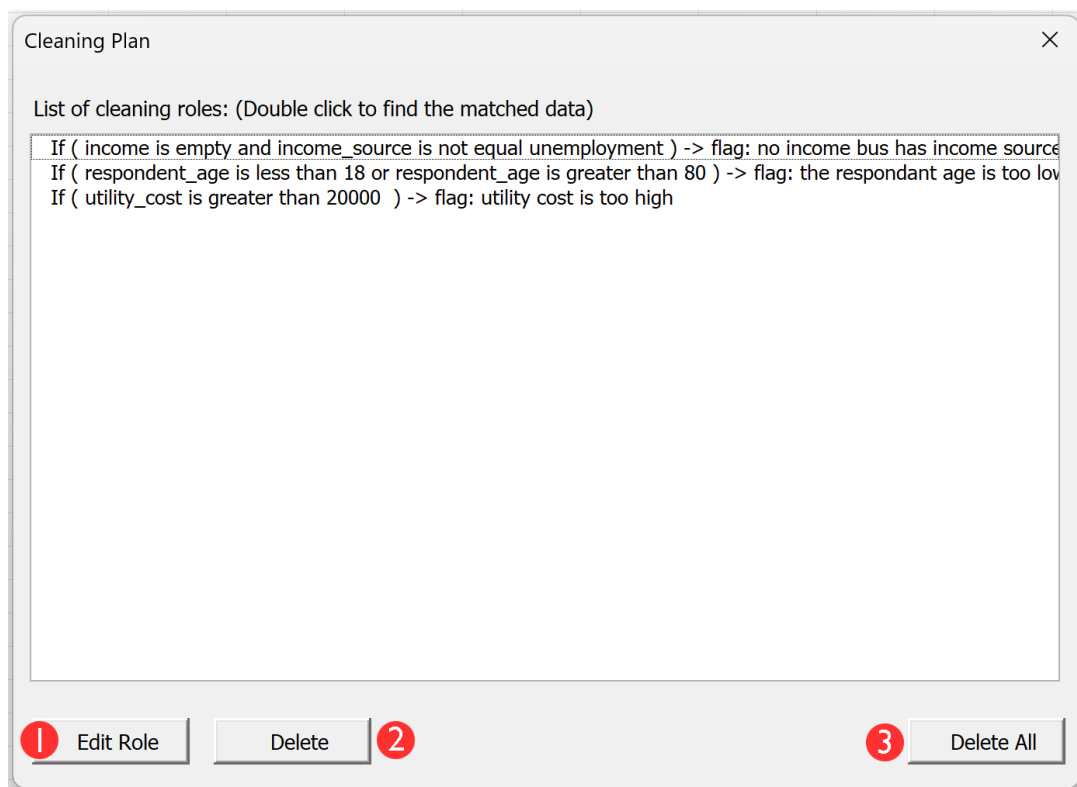 Cleaning Plan
List of cleaning roles: (Double click to find the matched data)
If ( income is empty and income_source is not equal unemployment ) -> flag: no income bus has income source
If ( respondent_age is less than 18 or respondent_age is greater than 80 ) -> flag: the respondant age is too
If ( utility_cost is greater than 20000  ) -> flag: utility cost is too high
1 Edit Role Delete 2 3 Delete All